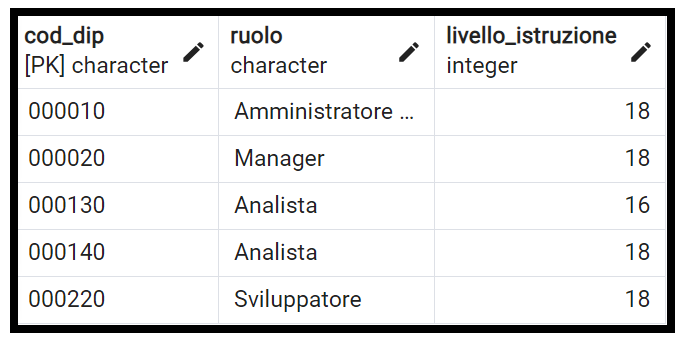 cod_dip ruolo livello_istruzione
[PK] character character integer
000010 Amministratore ... 18
000020 Manager 18
000130 Analista 16
000140 Analista 18
000220 Sviluppatore 18